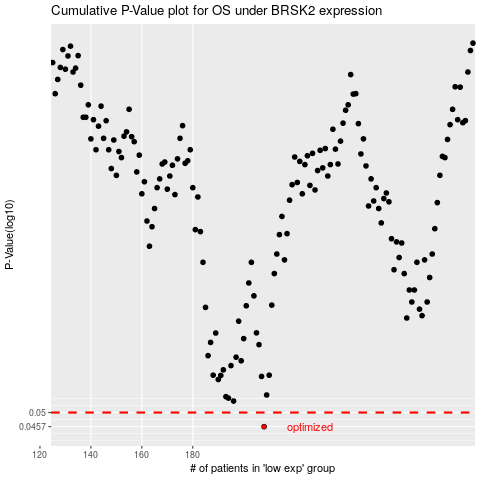 Cumulative P-Value plot for OS under BRSK2 expression
P-Value(log10)
0.05
0.0457
optimized
120 140 160 180
# of patients in 'low exp' group